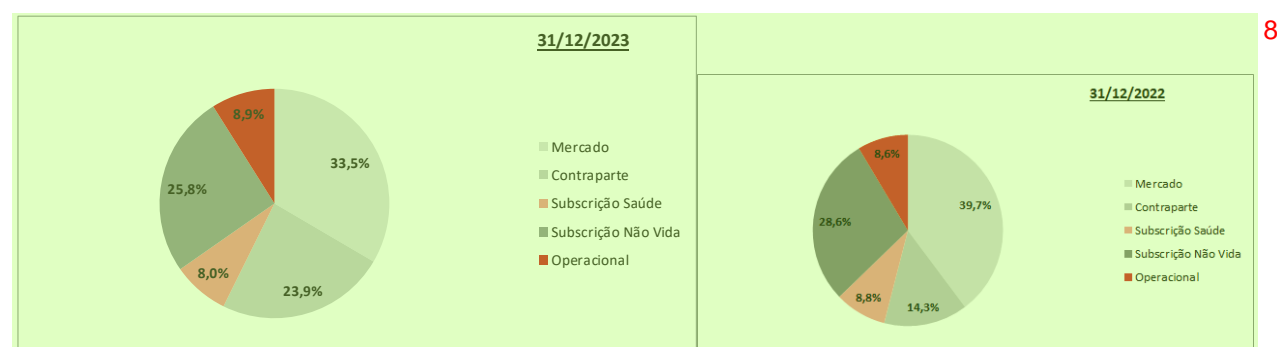 8
31/12/2023
8,9%
33,5%
25,8%
8,0%
23,9%
Mercado
Contraparte
Subscrição Saúde
Subscrição Não Vida
Operacional
31/12/2022
8,6%
39,7%
28,6%
8,8%
14,3%
Mercado
Contraparte
Subscrição Saúde
Subscrição Não Vida
Operacional